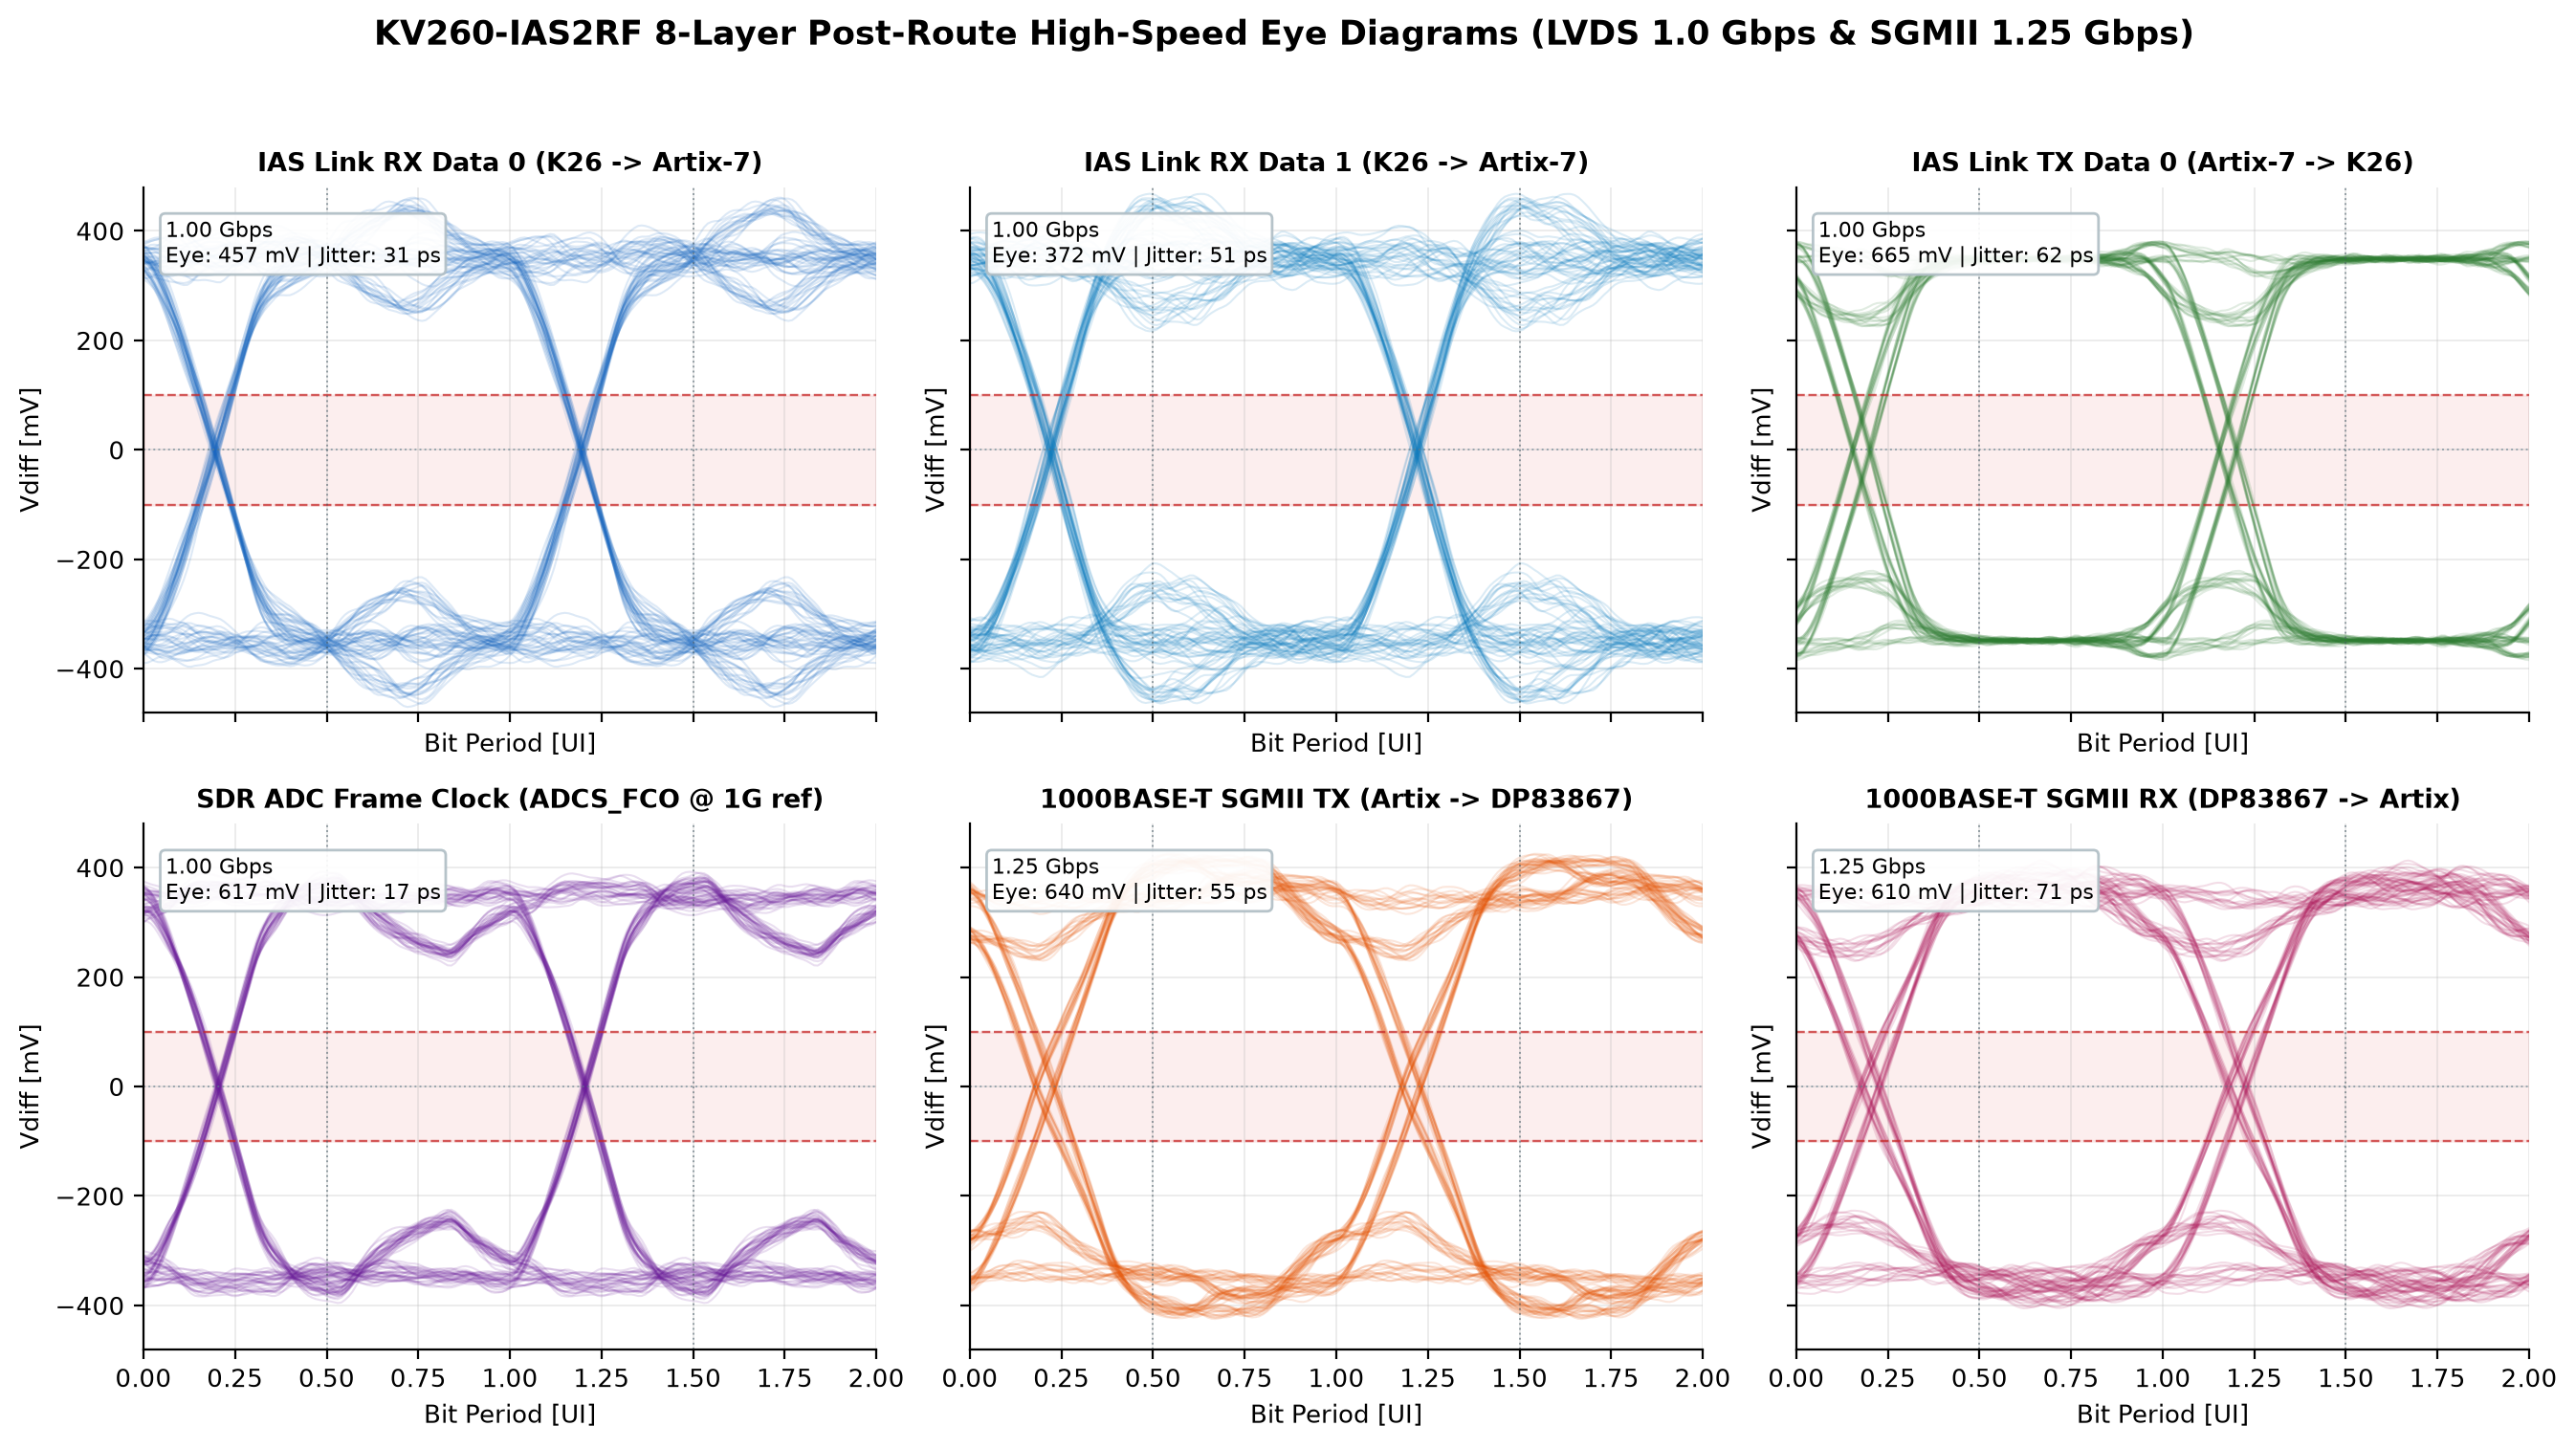 KV260-IAS2RF 8-Layer Post-Route High-Speed Eye Diagrams (LVDS 1.0 Gbps & SGMII 1.25 Gbps)
IAS Link RX Data 0 (K26 -> Artix-7)
1.00 Gbps
Eye: 457 mV | Jitter: 31 ps
400
200
0
−200
−400
Vdiff [mV]
Bit Period [UI]
IAS Link RX Data 1 (K26 -> Artix-7)
1.00 Gbps
Eye: 372 mV | Jitter: 51 ps
Vdiff [mV]
Bit Period [UI]
IAS Link TX Data 0 (Artix-7 -> K26)
1.00 Gbps
Eye: 665 mV | Jitter: 62 ps
Vdiff [mV]
Bit Period [UI]
SDR ADC Frame Clock (ADCS_FCO @ 1G ref)
1.00 Gbps
Eye: 617 mV | Jitter: 17 ps
400
200
0
−200
−400
Vdiff [mV]
0.00 0.25 0.50 0.75 1.00 1.25 1.50 1.75 2.00
Bit Period [UI]
1000BASE-T SGMII TX (Artix -> DP83867)
1.25 Gbps
Eye: 640 mV | Jitter: 55 ps
Vdiff [mV]
0.00 0.25 0.50 0.75 1.00 1.25 1.50 1.75 2.00
Bit Period [UI]
1000BASE-T SGMII RX (DP83867 -> Artix)
1.25 Gbps
Eye: 610 mV | Jitter: 71 ps
Vdiff [mV]
0.00 0.25 0.50 0.75 1.00 1.25 1.50 1.75 2.00
Bit Period [UI]